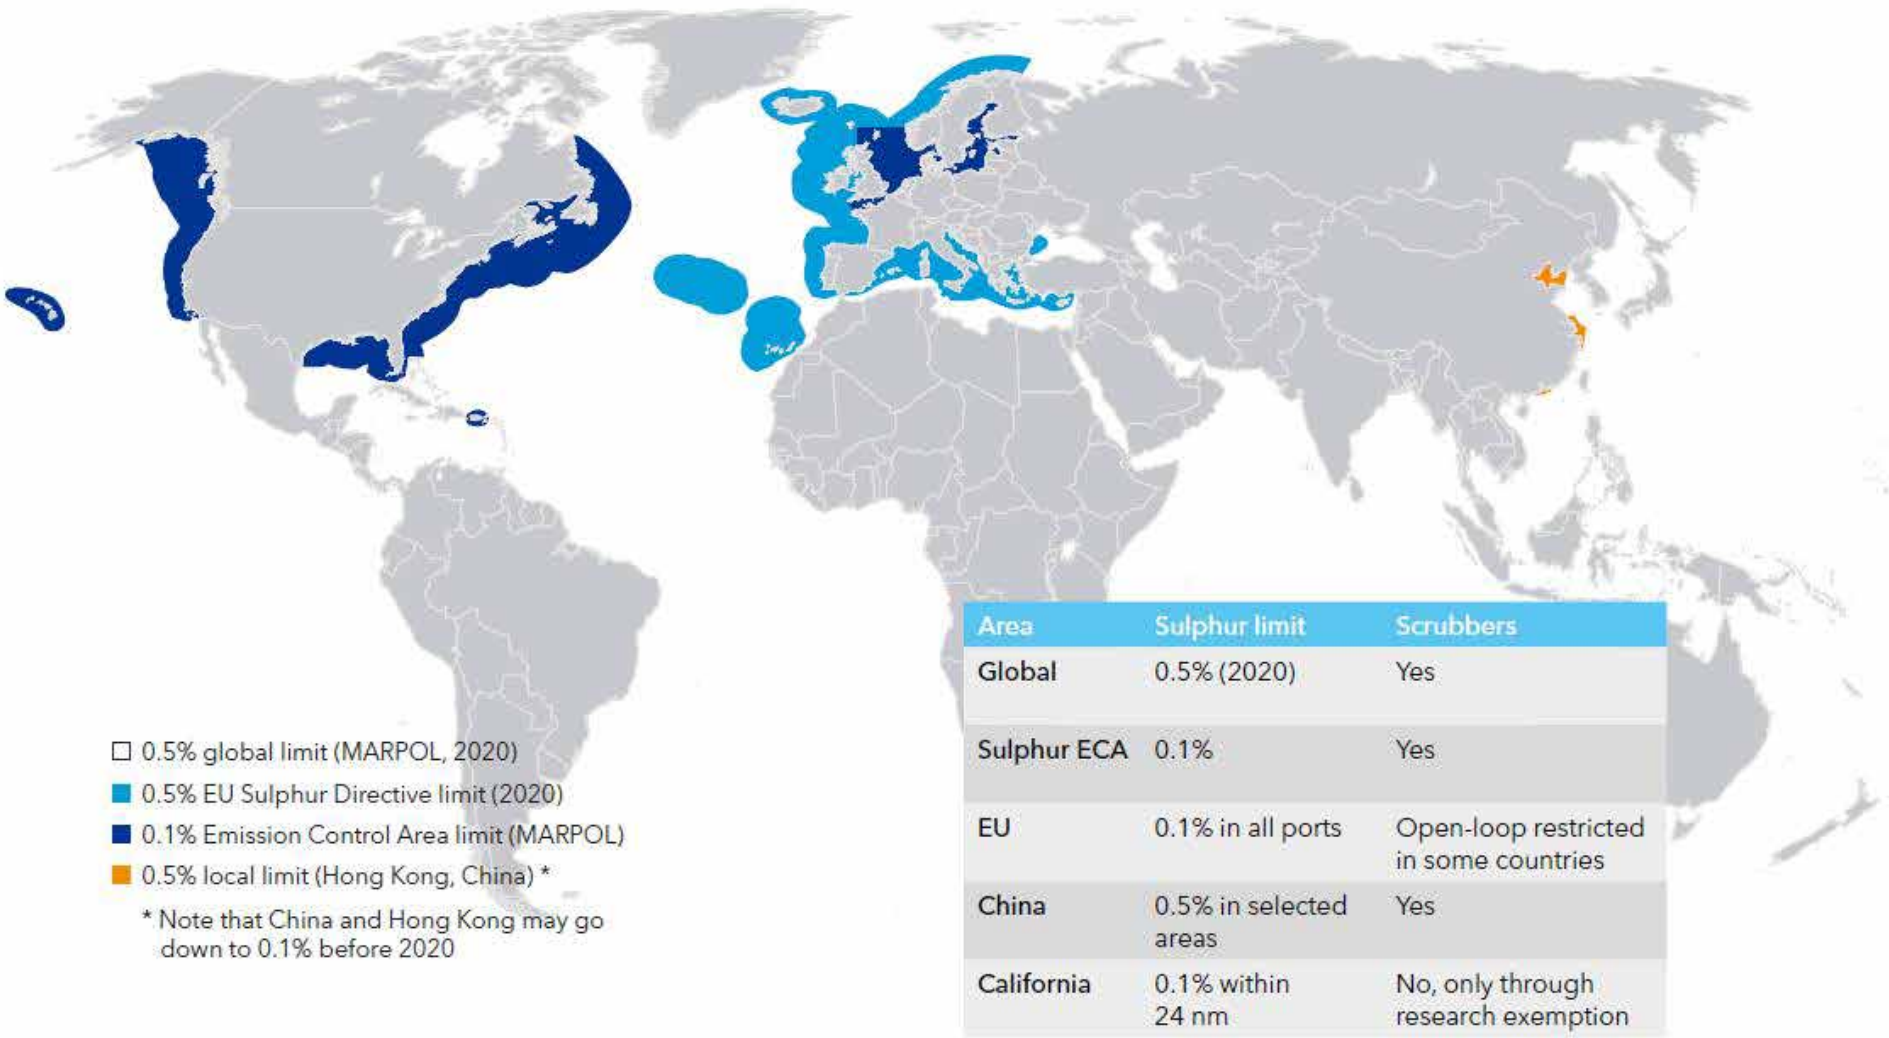 ☐ 0.5% global limit (MARPOL, 2020)
0.5% EU Sulphur Directive limit (2020)
0.1% Emission Control Area limit (MARPOL)
0.5% local limit (Hong Kong, China) *
* Note that China and Hong Kong may go
down to 0.1% before 2020
Area Sulphur limit Scrubbers
Global 0.5% (2020) Yes
Sulphur ECA 0.1% Yes
EU 0.1% in all ports Open-loop restricted
in some countries
China 0.5% in selected Yes
areas
California 0.1% within No, only through
24 nm research exemption